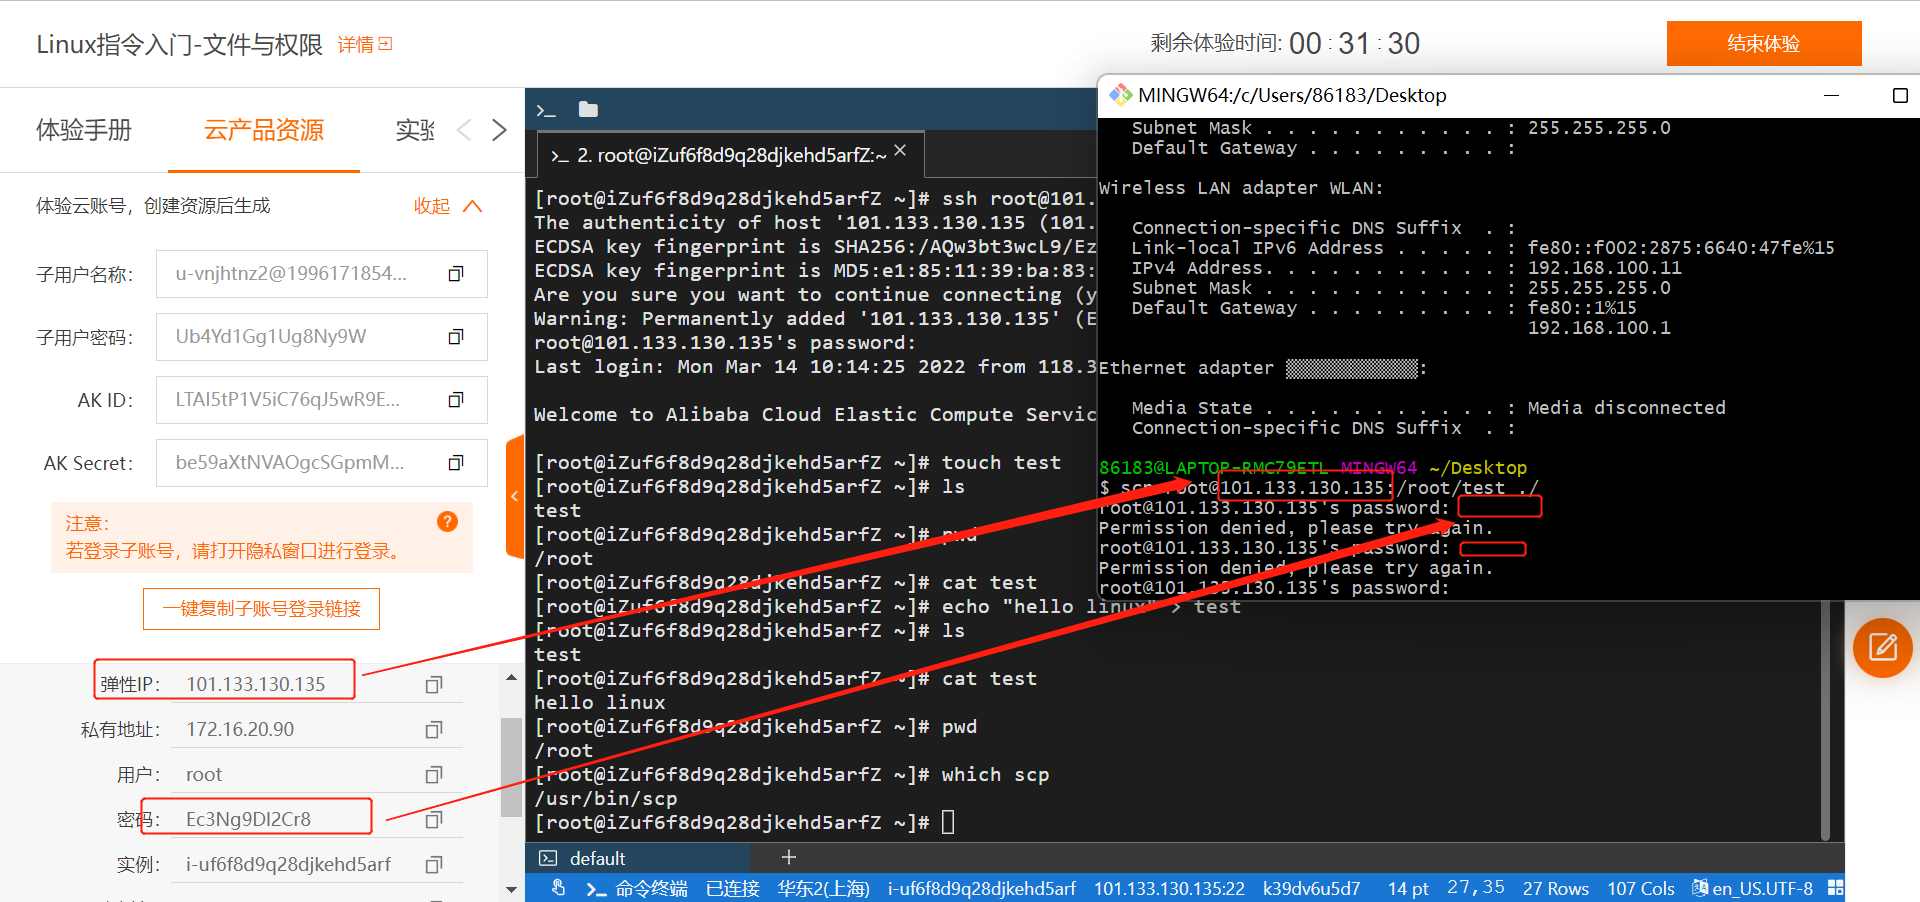 Linux指令入门-文件与权限 详情
剩余体验时间: 00 : 31 : 30
结束体验
体验手册 云产品资源 实验
体验云账号，创建资源后生成 收起
子用户名称： u-vnjhtnz2@1996171854...
子用户密码： Ub4Yd1Gg1Ug8Ny9W
AK ID： LTAI5tP1V5iC76qJ5wR9E...
AK Secret： be59aXtNVAOgcSGpmM...
注意：
若登录子账号，请打开隐私窗口进行登录。
一键复制子账号登录链接
弹性IP： 101.133.130.135
私有地址： 172.16.20.90
用户： root
密码： Ec3Ng9DI2Cr8
实例： i-uf6f8d9q28djkehd5arf
2. root@iZuf6f8d9q28djkehd5arfZ:~
[root@iZuf6f8d9q28djkehd5arfZ ~]# ssh root@101.
The authenticity of host '101.133.130.135 (101.
ECDSA key fingerprint is SHA256:/AQw3bt3wcL9/Ez
ECDSA key fingerprint is MD5:e1:85:11:39:ba:83:
Are you sure you want to continue connecting (y
Warning: Permanently added '101.133.130.135' (E
root@101.133.130.135's password:
Last login: Mon Mar 14 10:14:25 2022 from 118.3
Welcome to Alibaba Cloud Elastic Compute Servic
[root@iZuf6f8d9q28djkehd5arfZ ~]# touch test
[root@iZuf6f8d9q28djkehd5arfZ ~]# ls
test
[root@iZuf6f8d9q28djkehd5arfZ ~]# pwd
/root
[root@iZuf6f8d9q28djkehd5arfZ ~]# cat test
[root@iZuf6f8d9q28djkehd5arfZ ~]# echo "hello linux" > test
[root@iZuf6f8d9q28djkehd5arfZ ~]# ls
test
[root@iZuf6f8d9q28djkehd5arfZ ~]# cat test
hello linux
[root@iZuf6f8d9q28djkehd5arfZ ~]# pwd
/root
[root@iZuf6f8d9q28djkehd5arfZ ~]# which scp
/usr/bin/scp
[root@iZuf6f8d9q28djkehd5arfZ ~]#
default +
命令终端 已连接 华东2(上海) i-uf6f8d9q28djkehd5arf 101.133.130.135:22 k39dv6u5d7 14 pt 27,35 27 Rows 107 Cols en_US.UTF-8
MINGW64:/c/Users/86183/Desktop
Subnet Mask . . . . . . . . . . . : 255.255.255.0
Default Gateway . . . . . . . . . :
Wireless LAN adapter WLAN:
Connection-specific DNS Suffix . :
Link-local IPv6 Address . . . . . : fe80::f002:2875:6640:47fe%15
IPv4 Address. . . . . . . . . . . : 192.168.100.11
Subnet Mask . . . . . . . . . . . : 255.255.255.0
Default Gateway . . . . . . . . . : fe80::1%15
192.168.100.1
Ethernet adapter ▒▒▒▒▒▒▒▒▒▒▒▒:
Media State . . . . . . . . . . . : Media disconnected
Connection-specific DNS Suffix . :
86183@LAPTOP-RMC79ETL MINGW64 ~/Desktop
$ scp root@101.133.130.135:/root/test ./
root@101.133.130.135's password:
Permission denied, please try again.
root@101.133.130.135's password:
Permission denied, please try again.
root@101.133.130.135's password: